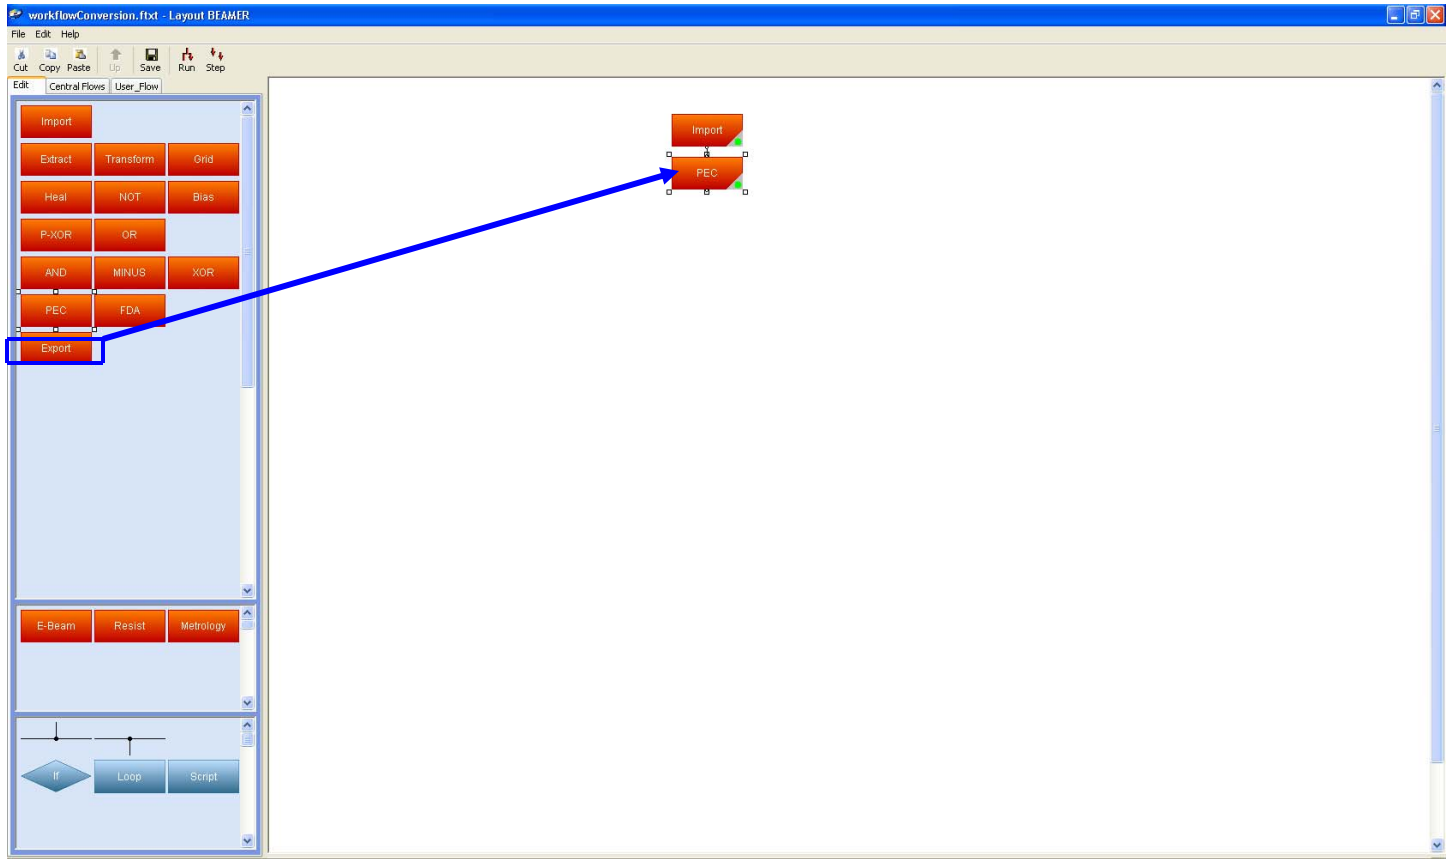 workflowConversion.ftxt - Layout BEAMER
File Edit Help
Cut Copy Paste Up Save Run Step
Edit Central Flows User_Flow
Import
Extract Transform Grid
Heal NOT Bias
P-XOR OR
AND MINUS XOR
PEC FDA
Export
E-Beam Resist Metrology
If Loop Script
Import
PEC